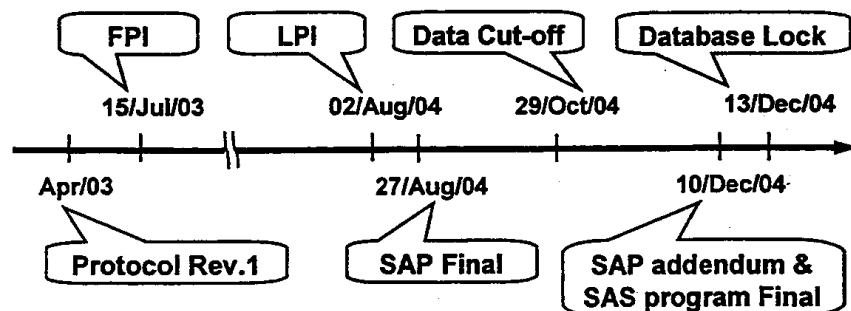 FPI
LPI
Data Cut-off
Database Lock
15/Jul/03
02/Aug/04
29/Oct/04
13/Dec/04
Apr/03
27/Aug/04
10/Dec/04
Protocol Rev.1
SAP Final
SAP addendum &
SAS program Final